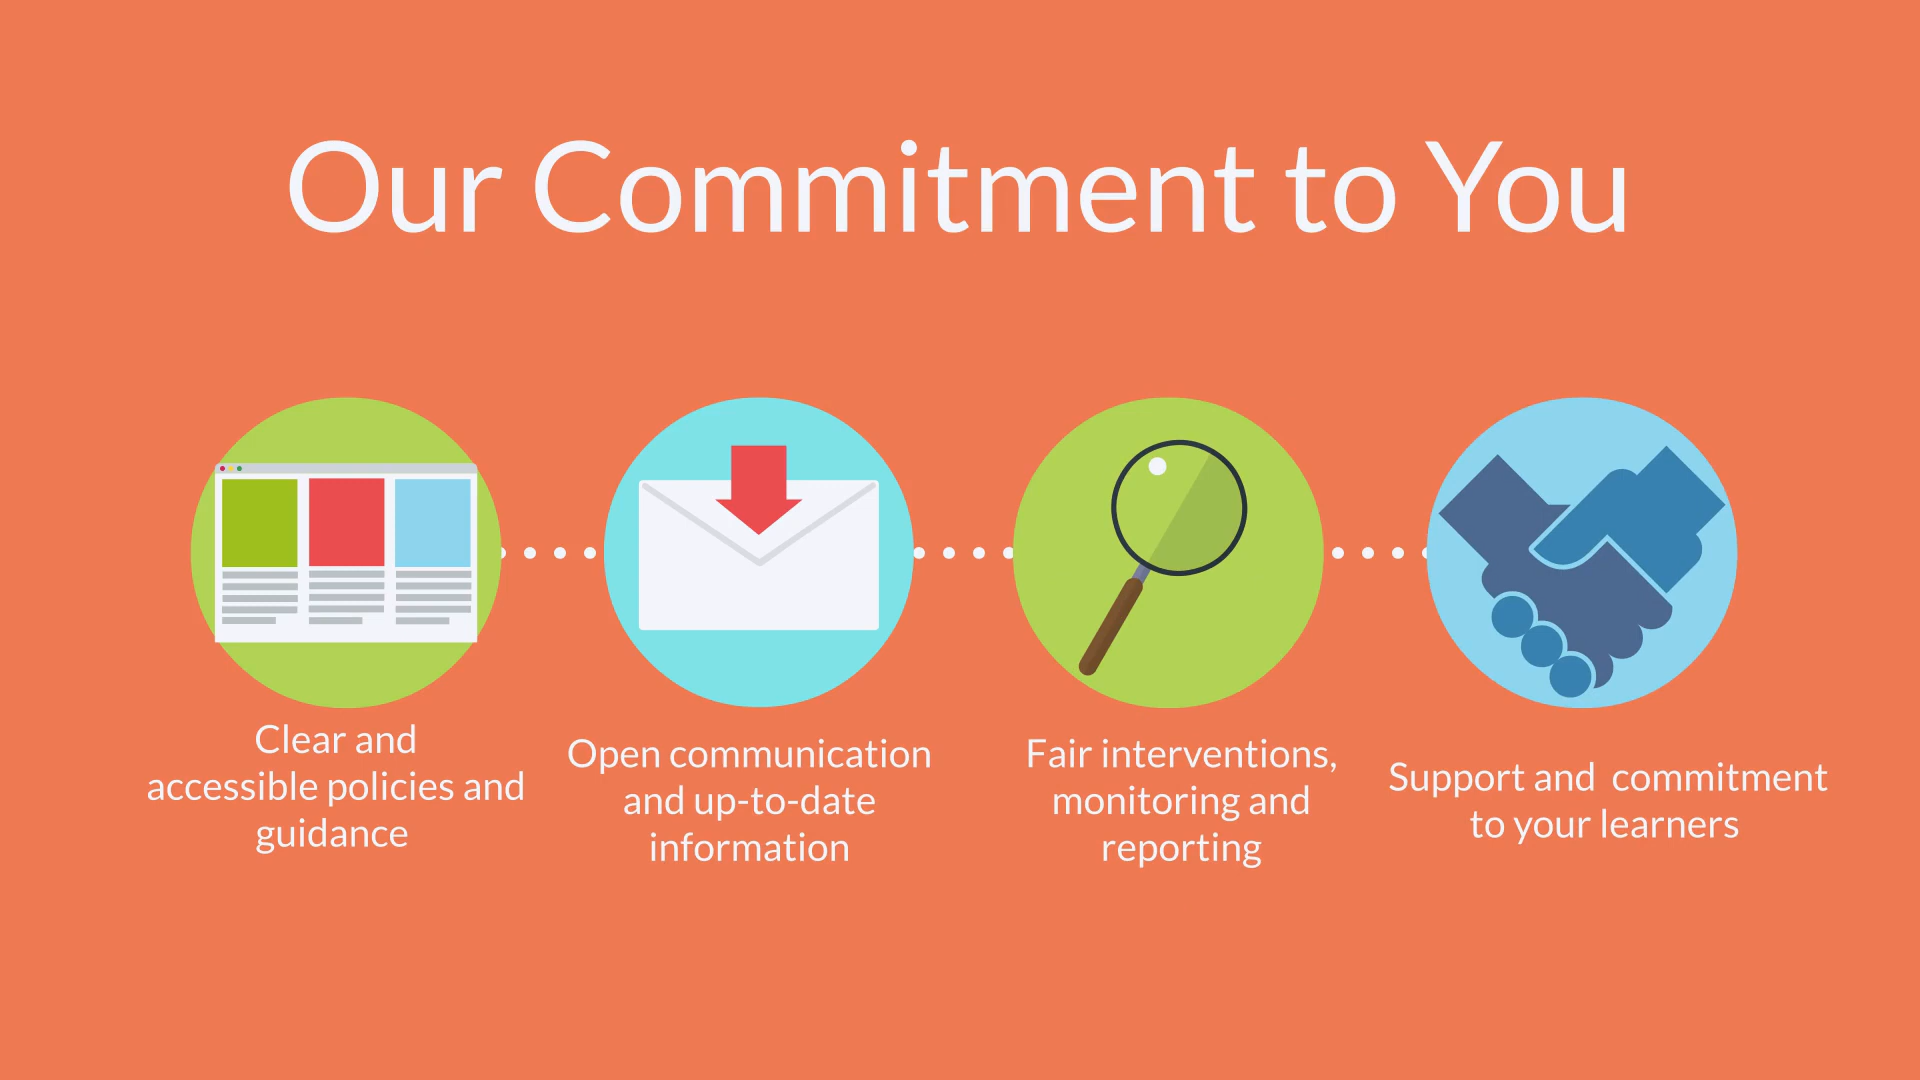 Our Commitment to You
Clear and
accessible policies and
guidance
Open communication
and up-to-date
information
Fair interventions,
monitoring and
reporting
Support and  commitment
to your learners